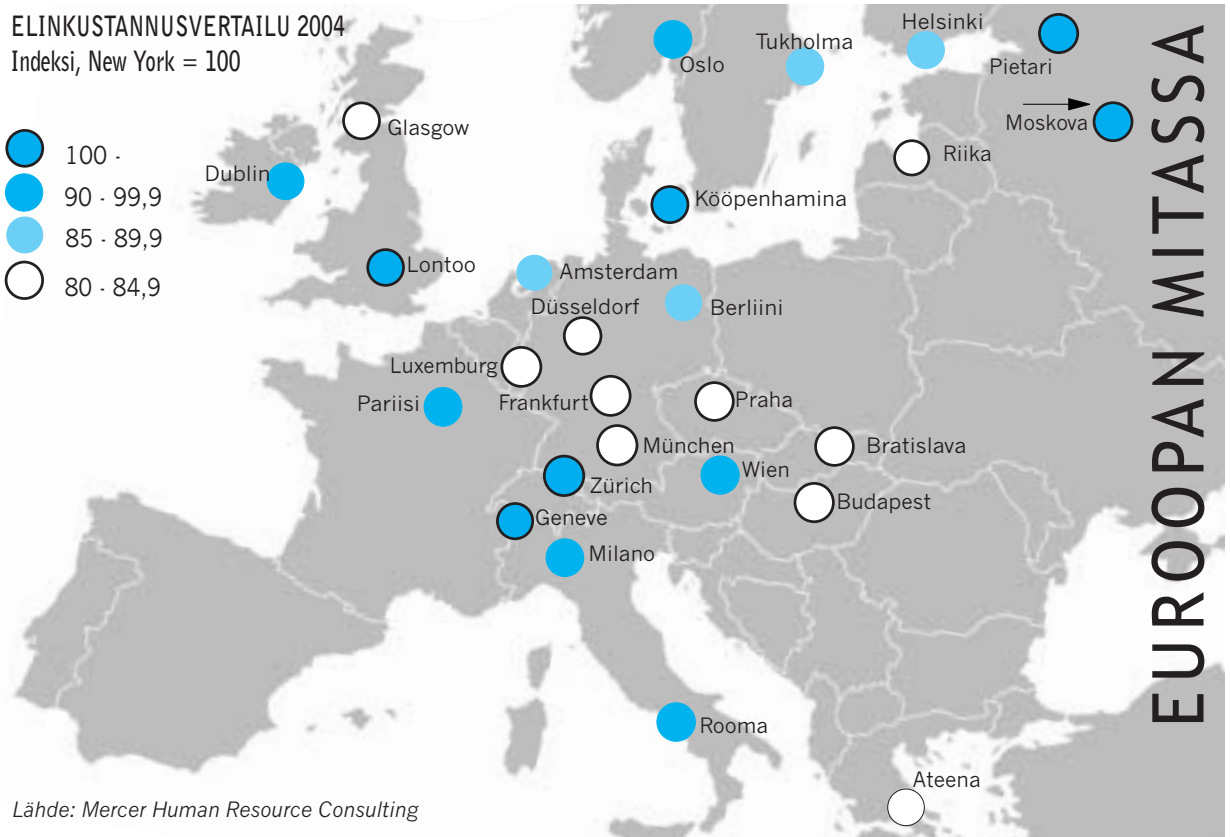 ELINKUSTANNUSVERTAILU 2004
Indeksi, New York = 100
100 -
90 - 99,9
85 - 89,9
80 - 84,9
EUROOPAN MITASSA
Helsinki
Tukholma
Oslo
Pietari
Moskova
Glasgow
Riika
Dublin
Kööpenhamina
Lontoo
Amsterdam
Düsseldorf
Berliini
Luxemburg
Pariisi
Frankfurt
Praha
München
Bratislava
Wien
Zürich
Budapest
Geneve
Milano
Rooma
Ateena
Lähde: Mercer Human Resource Consulting